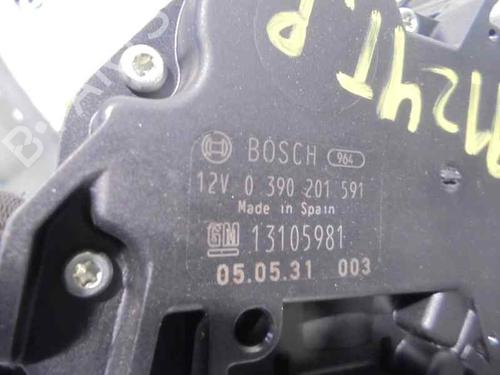 BOSCH 964
12V 0 390 201 591
Made in Spain
GM 13105981
05.05.31 003